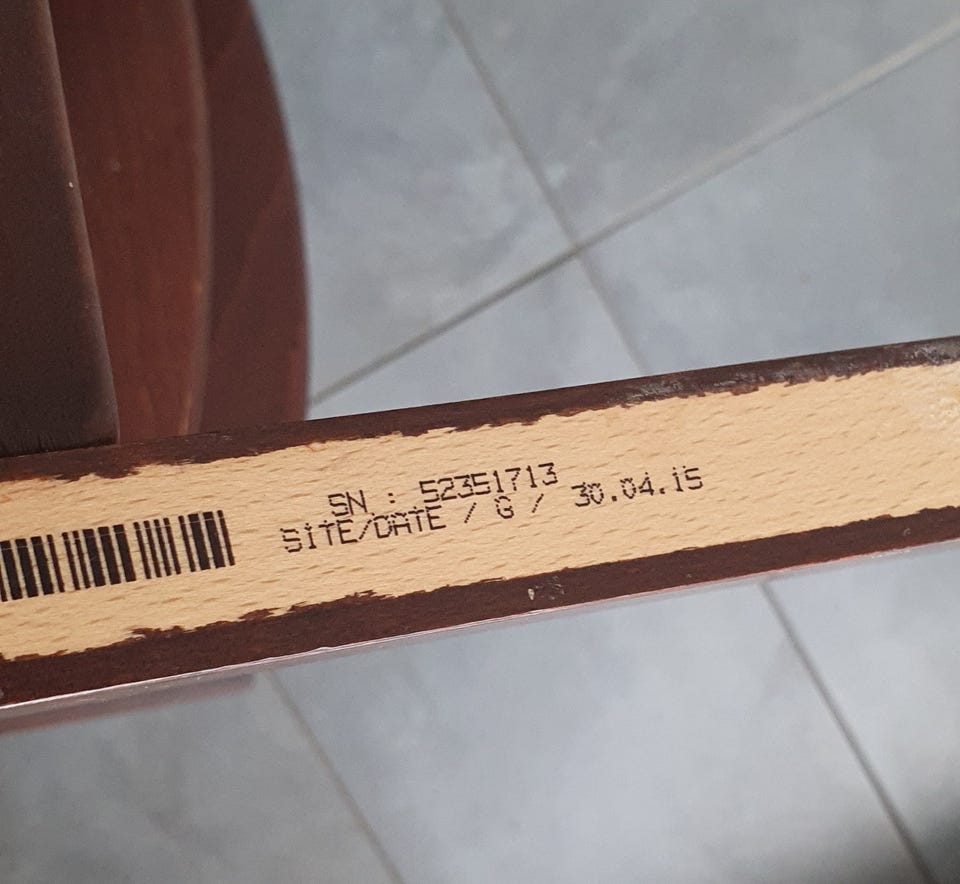 SN : 52351713
SITE/DATE / G / 30.04.15